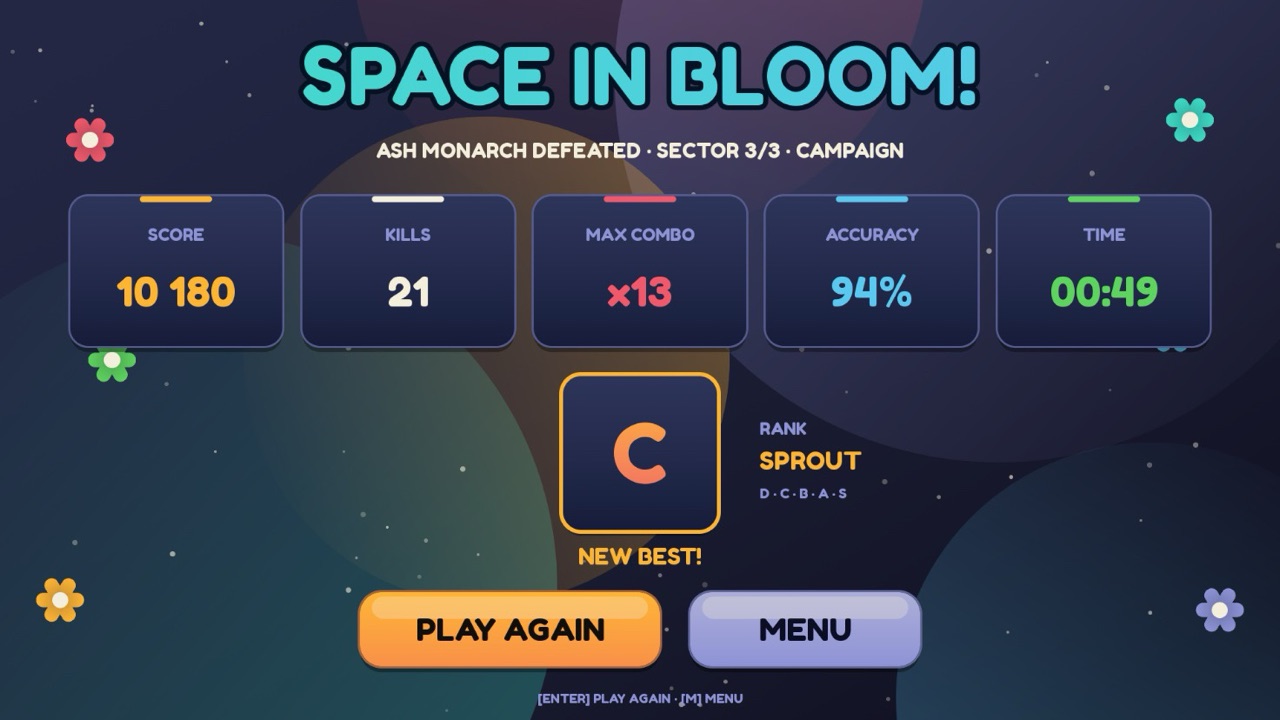 SPACE IN BLOOM!
ASH MONARCH DEFEATED · SECTOR 3/3 · CAMPAIGN
SCORE
10 180
KILLS
21
MAX COMBO
x13
ACCURACY
94%
TIME
00:49
C
RANK
SPROUT
D·C·B·A·S
NEW BEST!
PLAY AGAIN
MENU
[ENTER] PLAY AGAIN · [M] MENU